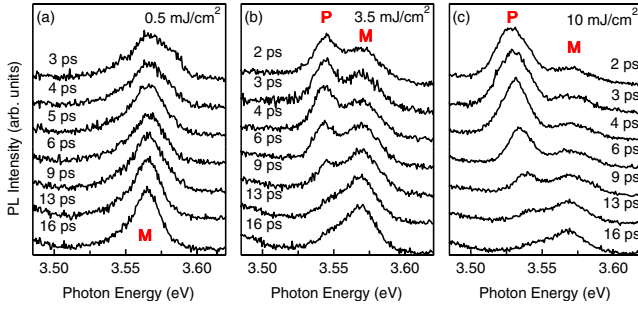 (a) 0.5 mJ/cm²
3 ps
4 ps
5 ps
6 ps
9 ps
13 ps
16 ps
M
3.50 3.55 3.60
Photon Energy (eV)
PL Intensity (arb. units)
(b) 3.5 mJ/cm²
P
M
2 ps
3 ps
4 ps
6 ps
9 ps
13 ps
16 ps
3.50 3.55 3.60
Photon Energy (eV)
(c) 10 mJ/cm²
P
M
2 ps
3 ps
4 ps
6 ps
9 ps
13 ps
16 ps
3.50 3.55 3.60
Photon Energy (eV)